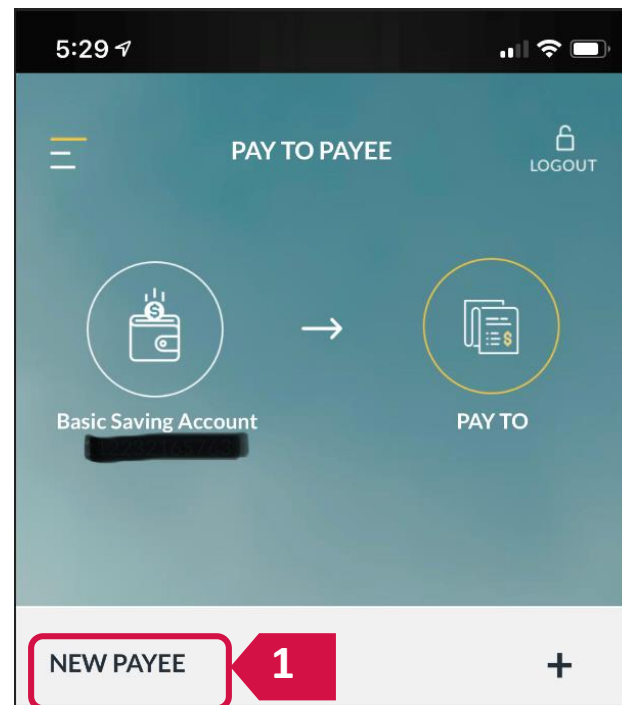 5:29
PAY TO PAYEE
LOGOUT
Basic Saving Account
PAY TO
NEW PAYEE
1
+